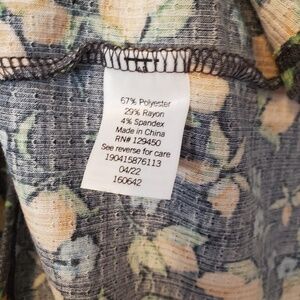 67% Polyester
29% Rayon
4% Spandex
Made in China
RN# 129450
See reverse for care
190415876113
04/22
160642